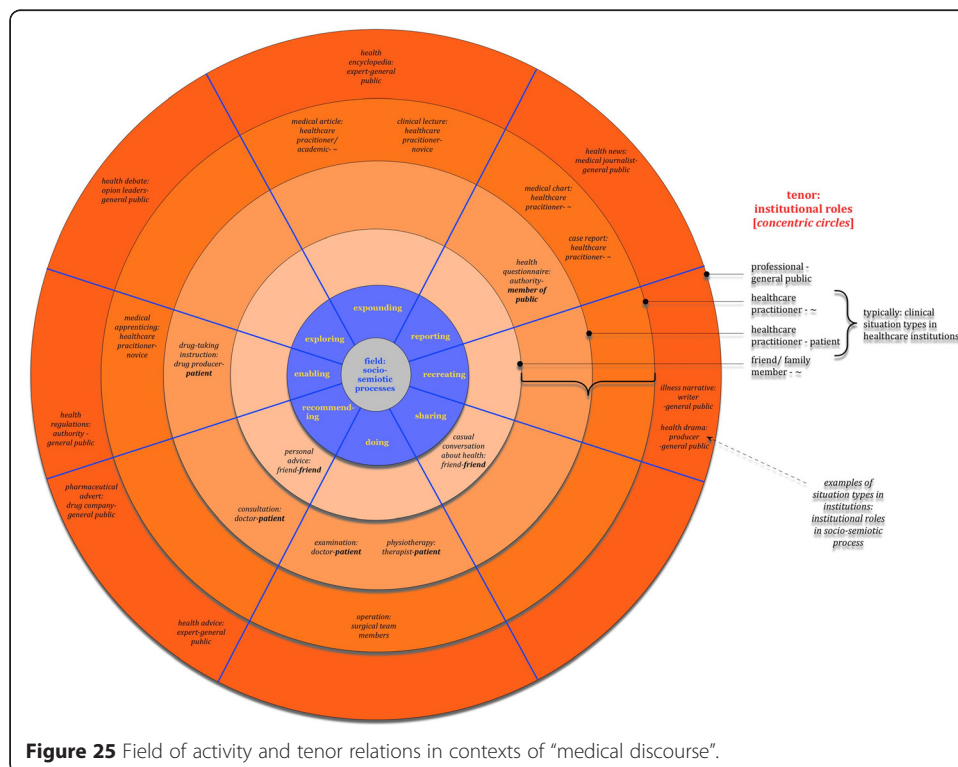 health
encyclopedia:
expert-general
public
medical article:
healthcare
practitioner/
academic- ~
clinical lecture:
healthcare
practitioner-
novice
health news:
medical journalist-
general public
health debate:
opion leaders-
general public
medical chart:
healthcare
practitioner- ~
case report:
healthcare
practitioner- ~
health
questionnaire:
authority-
member of
public
tenor:
institutional roles
[concentric circles]
professional -
general public
healthcare
practitioner - ~
healthcare
practitioner - patient
friend/ family
member - ~
typically: clinical
situation types in
healthcare institutions
medical
apprenticing:
healthcare
practitioner-
novice
drug-taking
instruction:
drug producer-
patient
expounding
exploring
reporting
enabling
field:
socio-
semiotic
processes
recreating
recommend-
ing
sharing
doing
illness narrative:
writer
-general public
health drama:
producer
-general public
health
regulations:
authority -
general public
personal
advice:
friend-friend
casual
conversation
about health:
friend-friend
pharmaceutical
advert:
drug company-
general public
consultation:
doctor-patient
examination:
doctor-patient
physiotherapy:
therapist-patient
examples of
situation types in
institutions:
institutional roles
in socio-semiotic
process
health advice:
expert-general
public
operation:
surgical team
members
Figure 25 Field of activity and tenor relations in contexts of “medical discourse”.